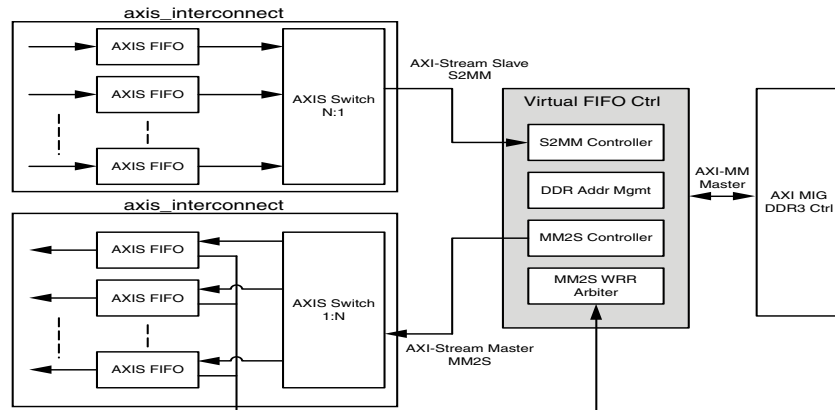 axis_interconnect
AXIS FIFO
AXIS FIFO
AXIS FIFO
AXIS Switch
N:1
AXI-Stream Slave
S2MM
Virtual FIFO Ctrl
S2MM Controller
DDR Addr Mgmt
MM2S Controller
MM2S WRR
Arbiter
AXI-MM
Master
AXI MIG
DDR3 Ctrl
axis_interconnect
AXIS FIFO
AXIS FIFO
AXIS FIFO
AXIS Switch
1:N
AXI-Stream Master
MM2S